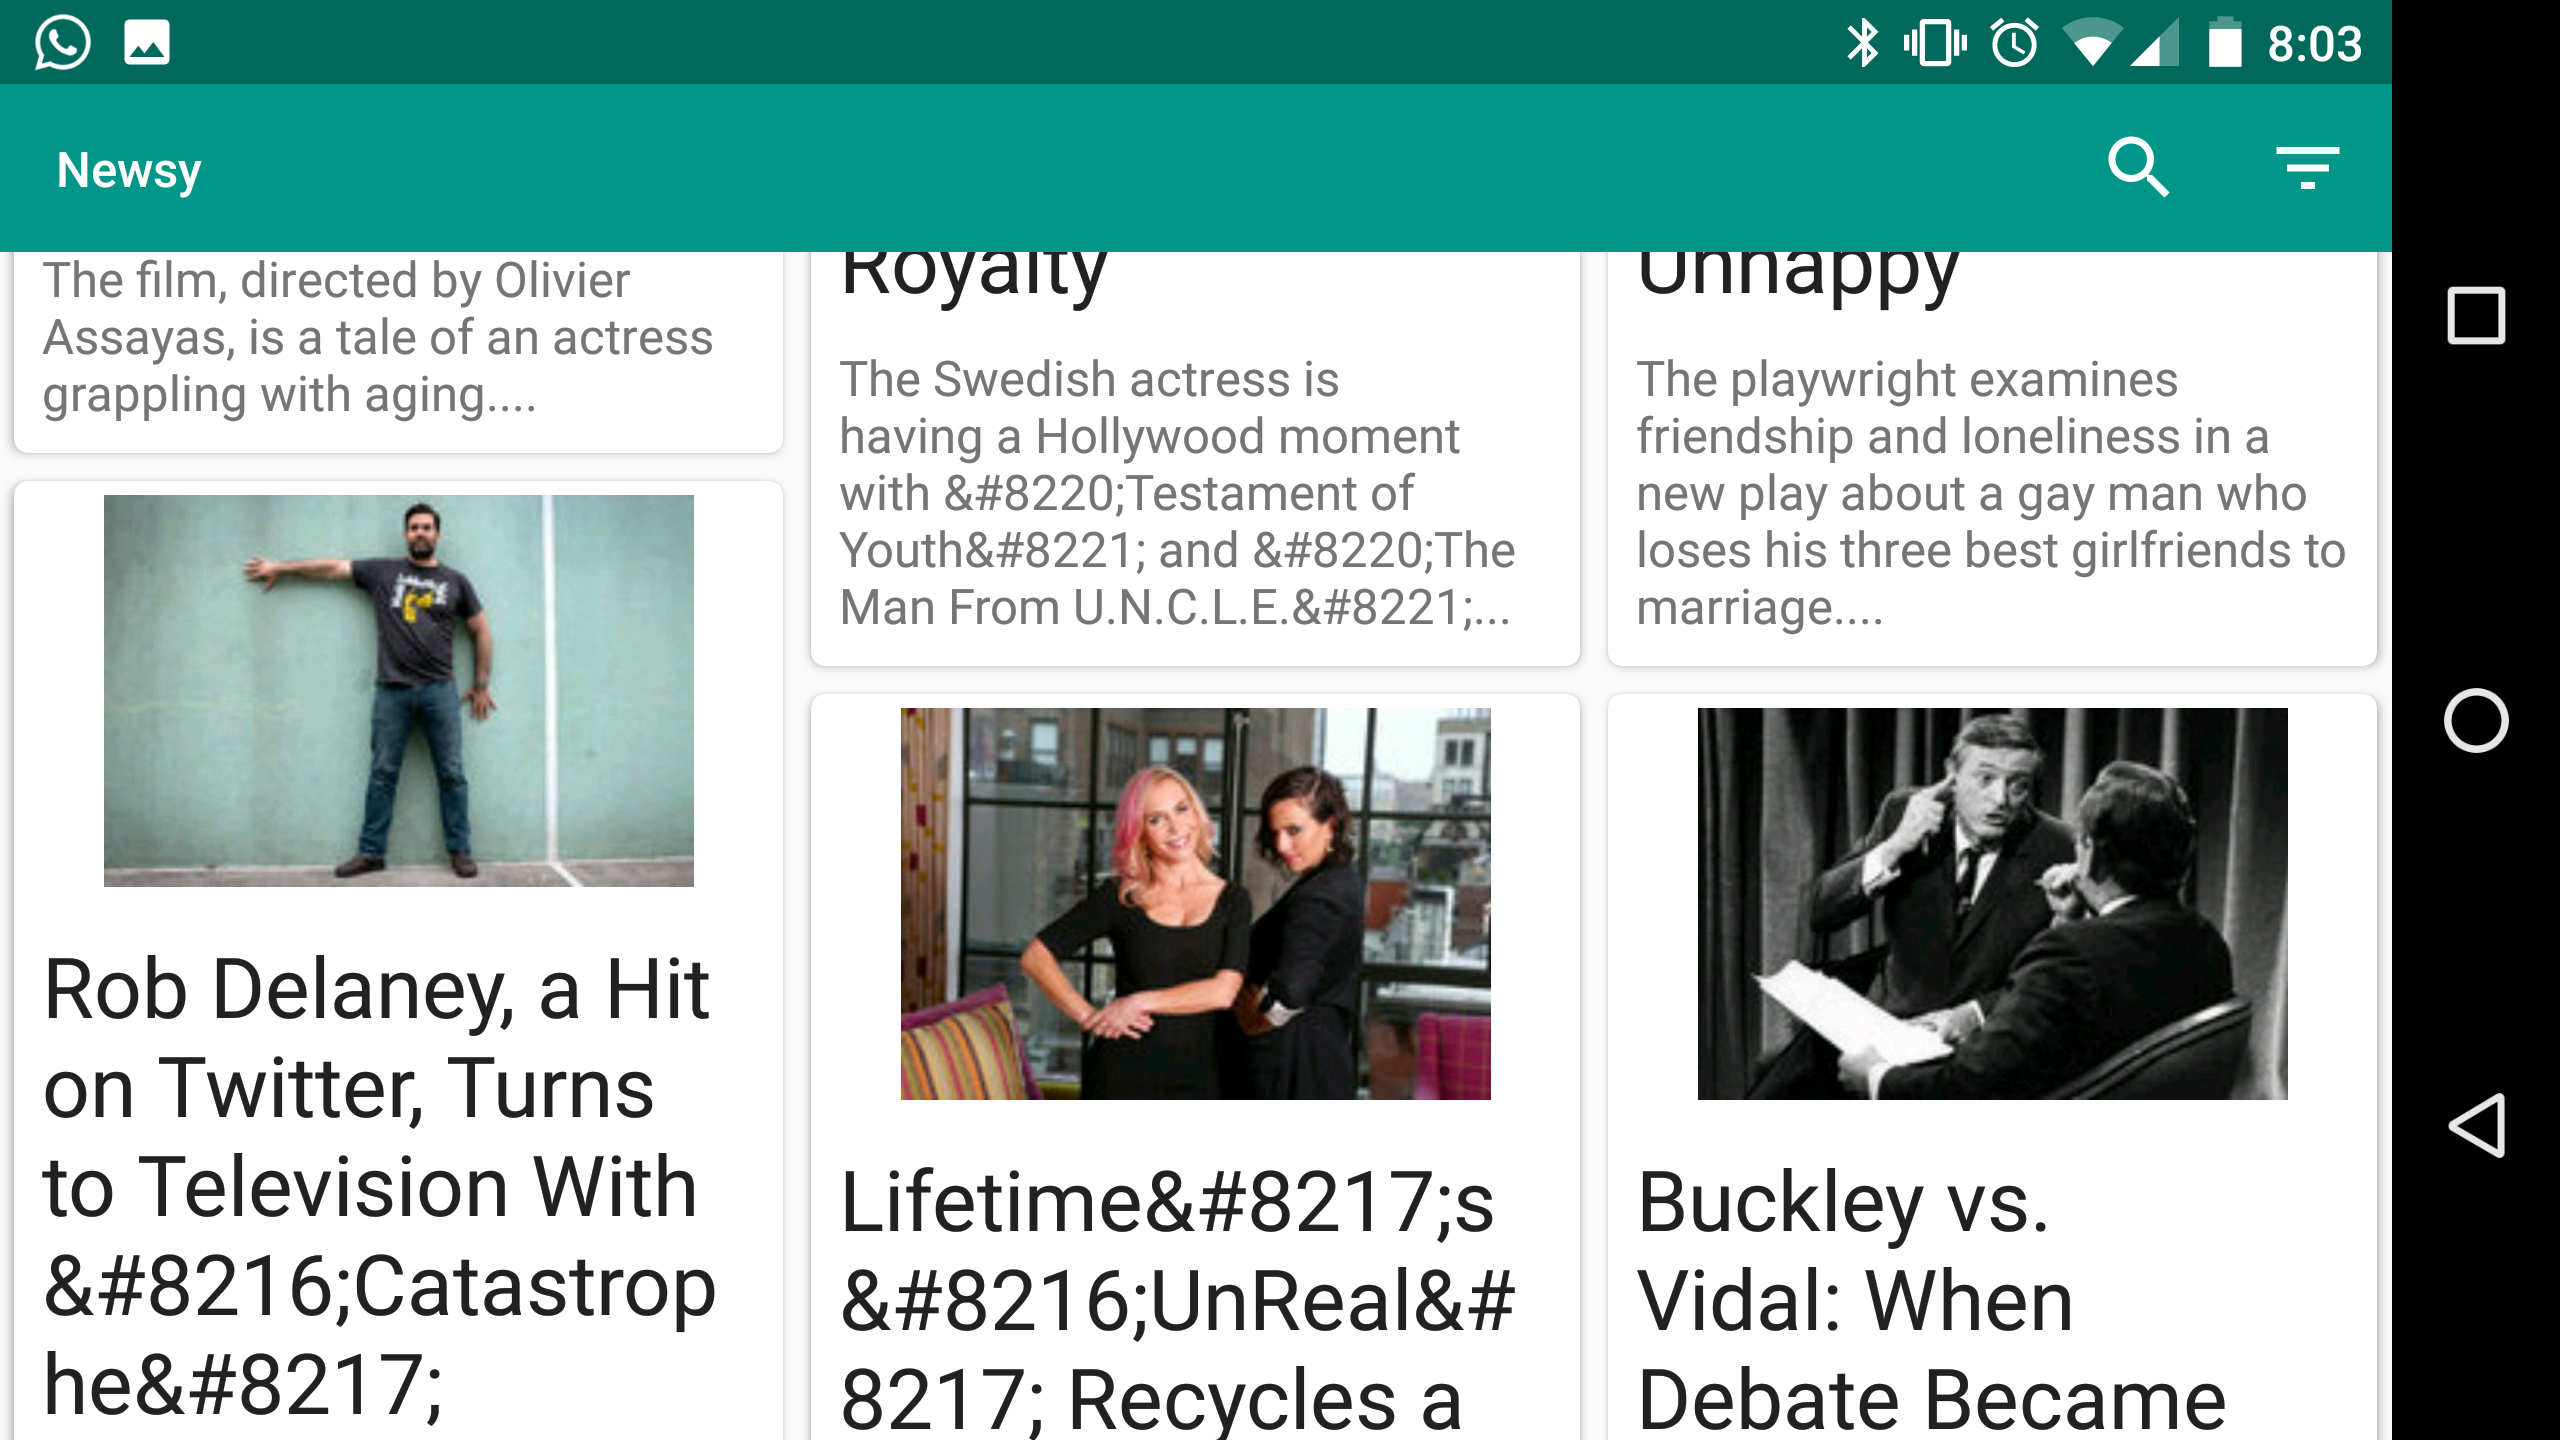 8:03
Newsy
The film, directed by Olivier
Assayas, is a tale of an actress
grappling with aging....
Rob Delaney, a Hit
on Twitter, Turns
to Television With
&#8216;Catastrop
he&#8217;
Royalty
The Swedish actress is
having a Hollywood moment
with &#8220;Testament of
Youth&#8221; and &#8220;The
Man From U.N.C.L.E.&#8221;...
Lifetime&#8217;s
&#8216;UnReal&#
8217; Recycles a
Unhappy
The playwright examines
friendship and loneliness in a
new play about a gay man who
loses his three best girlfriends to
marriage....
Buckley vs.
Vidal: When
Debate Became